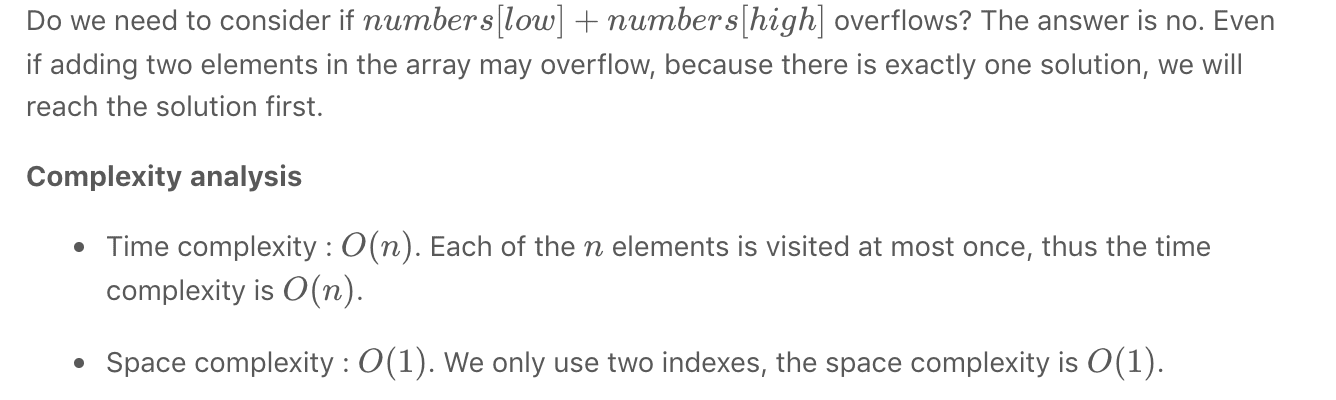 Do we need to consider if numbers[low] + numbers[high] overflows? The answer is no. Even
if adding two elements in the array may overflow, because there is exactly one solution, we will
reach the solution first.
Complexity analysis
• Time complexity : O(n). Each of the n elements is visited at most once, thus the time
complexity is O(n).
• Space complexity : O(1). We only use two indexes, the space complexity is O(1).